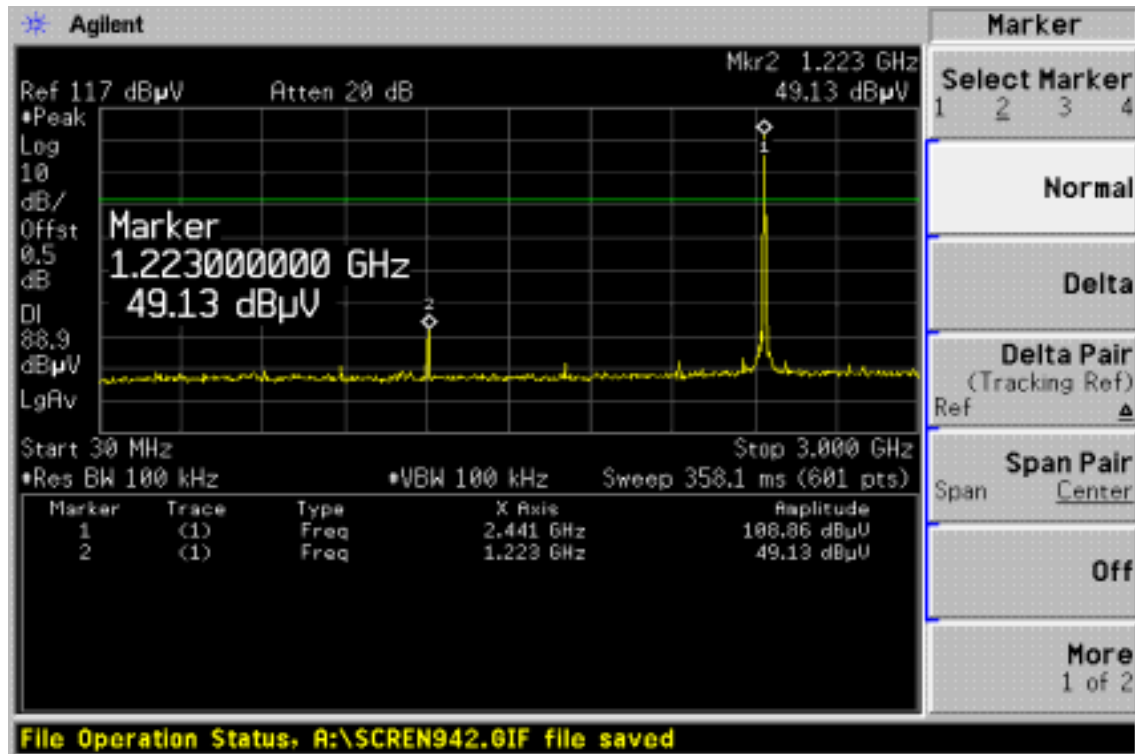 Agilent
Marker
Mkr2 1.223 GHz
Ref 117 dBµV Atten 20 dB 49.13 dBµV
Select Marker
1 2 3 4
•Peak
Log
10
dB/
Offst
0.5
dB
DI
88.9
dBµV
LgAv
1
Marker
1.223000000 GHz
49.13 dBµV
2
Normal
Delta
Delta Pair
(Tracking Ref)
Ref Δ
Start 30 MHz Stop 3.000 GHz
•Res BW 100 kHz •VBW 100 kHz Sweep 358.1 ms (601 pts)
Span Pair
Span Center
Marker Trace Type X Axis Amplitude
1 (1) Freq 2.441 GHz 108.86 dBµV
2 (1) Freq 1.223 GHz 49.13 dBµV
Off
More
1 of 2
File Operation Status, A:\SCREN942.GIF file saved